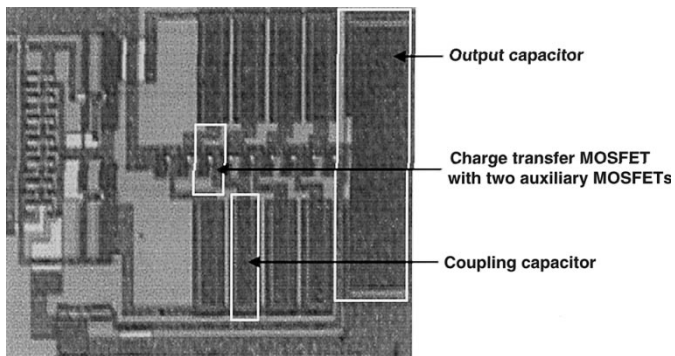 Output capacitor
Charge transfer MOSFET
with two auxiliary MOSFETs
Coupling capacitor